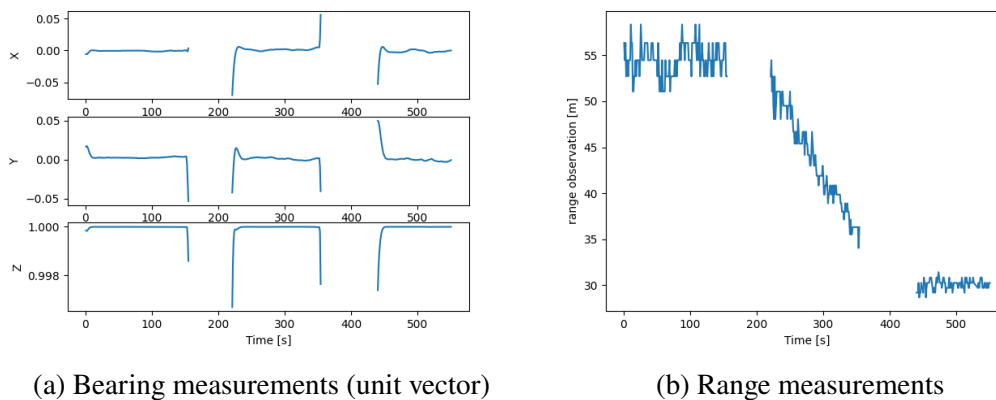 0.05
0.00
−0.05
X
0 100 200 300 400 500
0.05
0.00
−0.05
Y
0 100 200 300 400 500
1.000
0.998
Z
0 100 200 300 400 500
Time [s]
(a) Bearing measurements (unit vector)
55
50
45
40
35
30
range observation [m]
0 100 200 300 400 500
Time [s]
(b) Range measurements